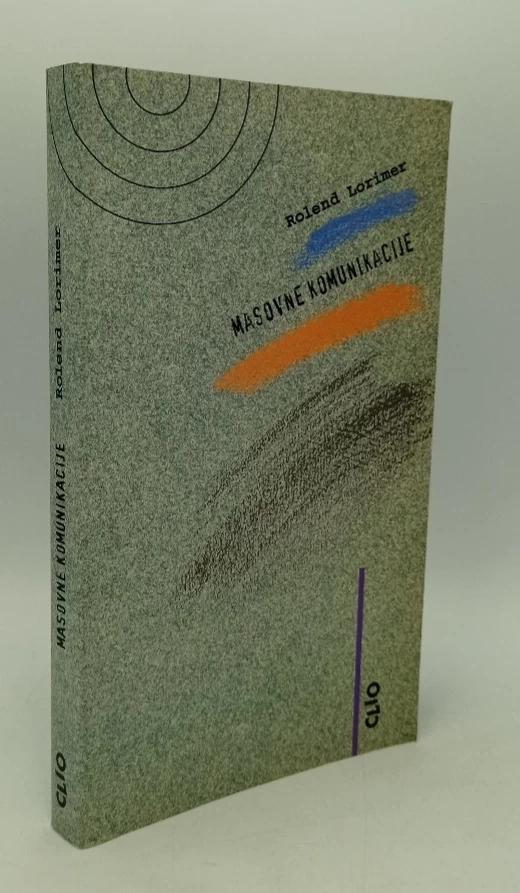 Rolend Lorimer
MASOVNE KOMUNIKACIJE
CLIO
Rolend Lorimer
MASOVNE KOMUNIKACIJE
CLIO